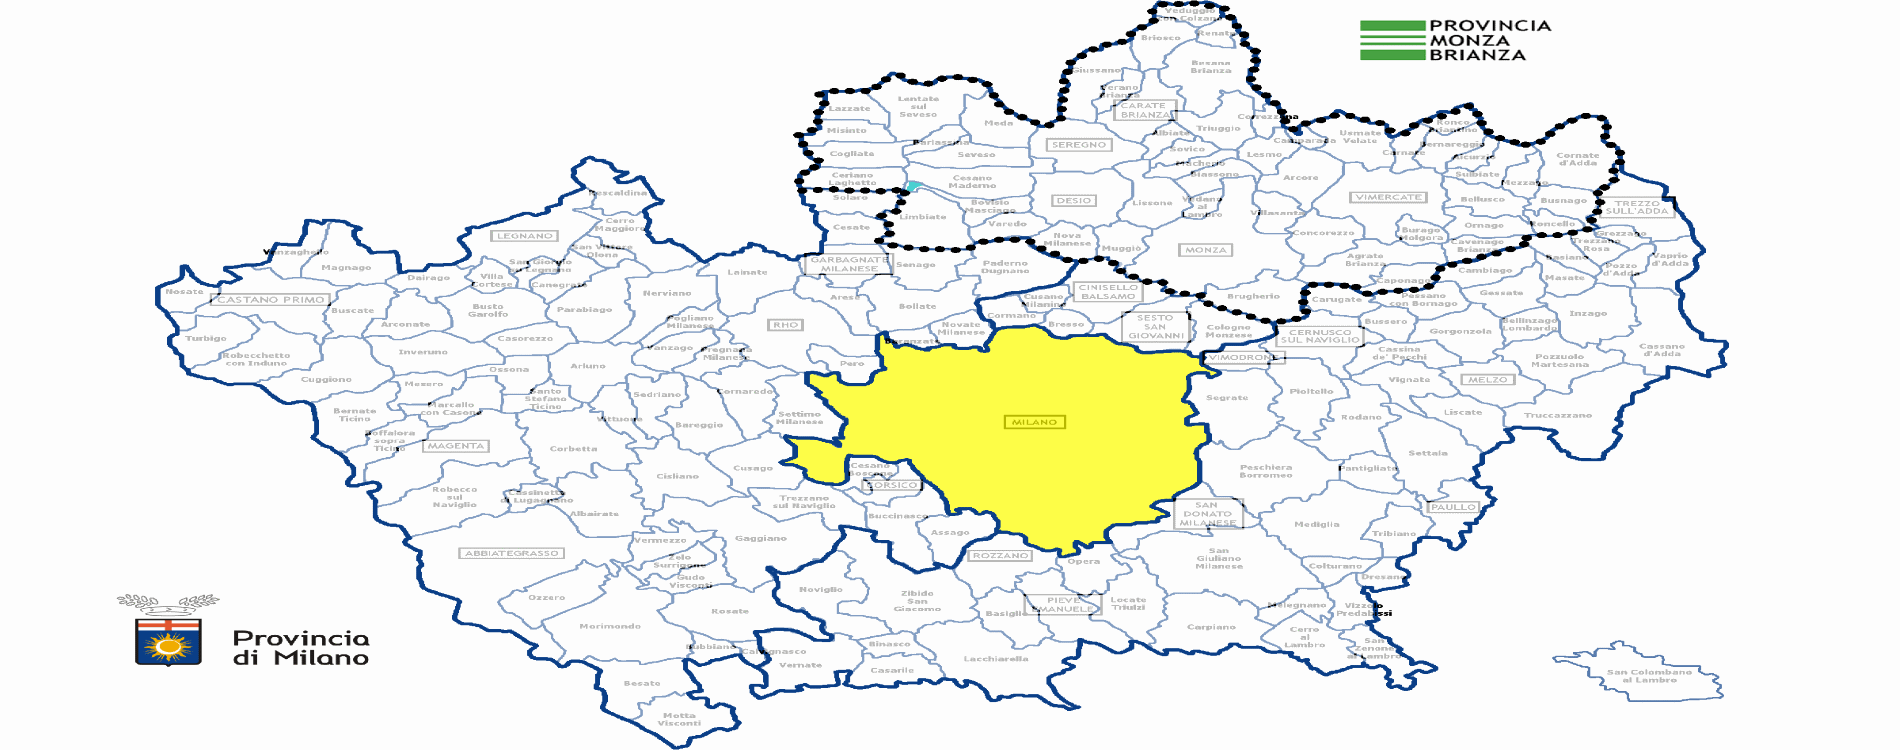 Veduggio
con Colzano
PROVINCIA
MONZA
BRIANZA
Briosco
Renate
Besana
Brianza
Giussano
Verano
Brianza
CARATE
BRIANZA
Lazzate
Lentate
sul
Seveso
Meda
Misinto
Barlassina
Seveso
Cogliate
SEREGNO
Albiate
Triuggio
Correzzana
Sovico
Macherio
Biassono
Lesmo
Camparada
Usmate
Velate
Carnate
Ronco
Briantino
Bernareggio
Aicurzio
Sulbiate
Mezzago
Cornate
d'Adda
Ceriano
Laghetto
Solaro
Cesano
Maderno
Bovisio
Masciago
Limbiate
Varedo
DESIO
Lissone
Vedano
al
Lambro
Villasanta
Arcore
VIMERCATE
Bellusco
Busnago
Roncello
TREZZO
SULL'ADDA
Rescaldina
Cerro
Maggiore
LEGNANO
San Vittore
Olona
San Giorgio
su Legnano
Canegrate
Villa
Cortese
Dairago
Vanzaghello
Magnago
Nosate
CASTANO PRIMO
Buscate
Arconate
Busto
Garolfo
Parabiago
Nerviano
Lainate
Cesate
GARBAGNATE
MILANESE
Senago
Paderno
Dugnano
Nova
Milanese
Muggiò
MONZA
Concorezzo
Burago
Molgora
Ornago
Cavenago
Brianza
Agrate
Brianza
Caponago
Cambiago
Basiano
Trezzano
Rosa
Grezzano
Vaprio
d'Adda
Pozzo
d'Adda
Masate
Turbigo
Robecchetto
con Induno
Cuggiono
Inveruno
Casorezzo
Ossona
Mesero
Arluno
Pogliano
Milanese
Vanzago
Pregnana
Milanese
RHO
Arese
Bollate
Novate
Milanese
Baranzate
Pero
Cormano
Cusano
Milanino
Bresso
CINISELLO
BALSAMO
SESTO
SAN
GIOVANNI
Cologno
Monzese
Brugherio
Carugate
CERNUSCO
SUL NAVIGLIO
VIMODRONE
Bussero
Pessano
con Bornago
Gessate
Gorgonzola
Bellinzago
Lombardo
Inzago
Cassano
d'Adda
Pozzuolo
Martesana
Cassina
de' Pecchi
Vignate
MELZO
Liscate
Truccazzano
Pioltello
Segrate
Rodano
Settala
Bernate
Ticino
Marcallo
con Casone
Santo
Stefano
Ticino
Boffalora
sopra
Ticino
MAGENTA
Corbetta
Vittuone
Sedriano
Bareggio
Cornaredo
Settimo
Milanese
MILANO
Cusago
Cisliano
Robecco
sul
Naviglio
Cassinetta
di Lugagnano
Albairate
Trezzano
sul Naviglio
Cesano
Boscone
CORSICO
Buccinasco
Assago
Peschiera
Borromeo
Pantigliate
PAULLO
SAN
DONATO
MILANESE
Mediglia
Tribiano
ABBIATEGRASSO
Vermezzo
Gaggiano
Zelo
Surrigone
Gudo
Visconti
Rosate
Ozzero
Morimondo
Noviglio
Zibido
San
Giacomo
ROZZANO
Opera
PIEVE
EMANUELE
Basiglio
Locate
Triulzi
San
Giuliano
Milanese
Colturano
Dresano
Melegnano
Vizzolo
Predabissi
Carpiano
Cerro
al
Lambro
San
Zenone
al Lambro
Bubbiano
Calvignasco
Vernate
Binasco
Casarile
Lacchiarella
Besate
Motta
Visconti
San Colombano
al Lambro
Provincia
di Milano